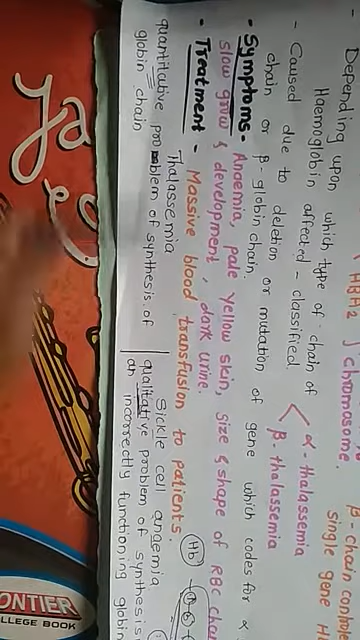 HBA2 } chromosome.
β chain con
single gene H
- Depending upon which type of chain of
Haemoglobin affected - classified. < α - thalassemia
β - thalassemia
- Caused due to deletion or mutation of gene which codes for α
chain or β - globin chain.
• Symptoms - Anaemia, pale yellow skin, size & shape of RBC chan
slow grow & development, dark urine.
• Treatment - Massive blood transfusion to patients.
Hb
Thalassemia
quantitative problem of synthesis of
globin chain
Sickle cell anaemia
qualitative problem of synthesis
an incorrectly functioning globin
ONTIER
LLEGE BOOK